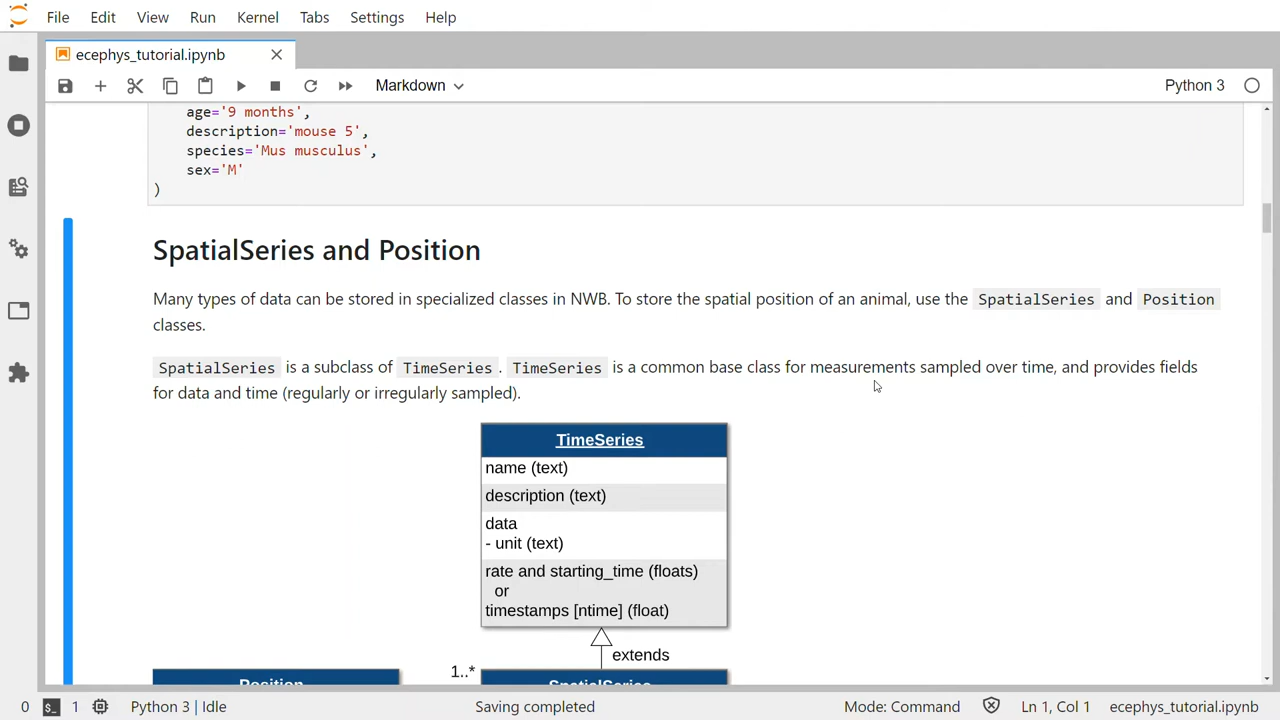 File Edit View Run Kernel Tabs Settings Help
ecephys_tutorial.ipynb
Markdown
Python 3
age='9 months',
description='mouse 5',
species='Mus musculus',
sex='M'
)
SpatialSeries and Position
Many types of data can be stored in specialized classes in NWB. To store the spatial position of an animal, use the SpatialSeries and Position
classes.
SpatialSeries is a subclass of TimeSeries . TimeSeries is a common base class for measurements sampled over time, and provides fields
for data and time (regularly or irregularly sampled).
TimeSeries
name (text)
description (text)
data
- unit (text)
rate and starting_time (floats)
or
timestamps [ntime] (float)
extends
1..*
Position
SpatialSeries
0 $_ 1 Python 3 | Idle Saving completed Mode: Command Ln 1, Col 1 ecephys_tutorial.ipynb